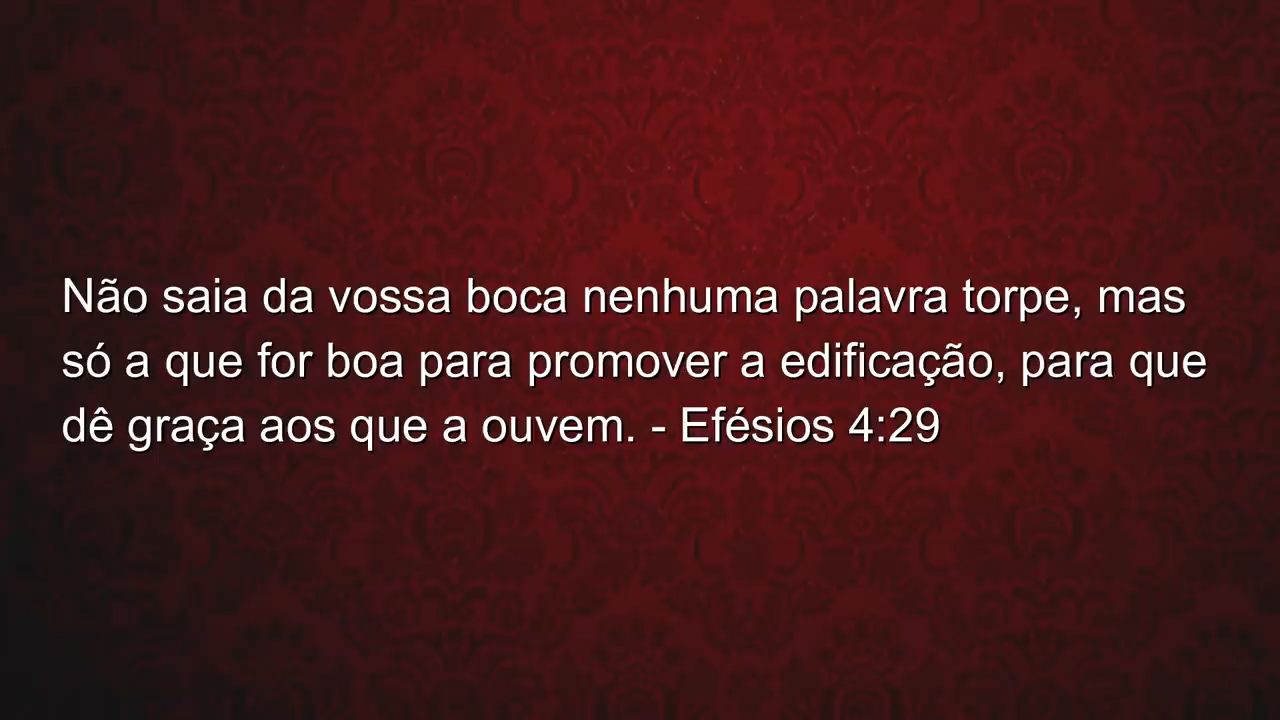 Não saia da vossa boca nenhuma palavra torpe, mas
só a que for boa para promover a edificação, para que
dê graça aos que a ouvem. - Efésios 4:29